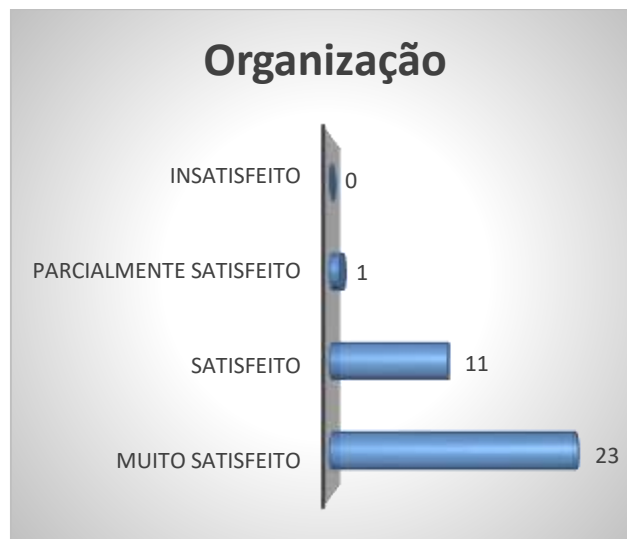 Organização
INSATISFEITO 0
PARCIALMENTE SATISFEITO 1
SATISFEITO 11
MUITO SATISFEITO 23